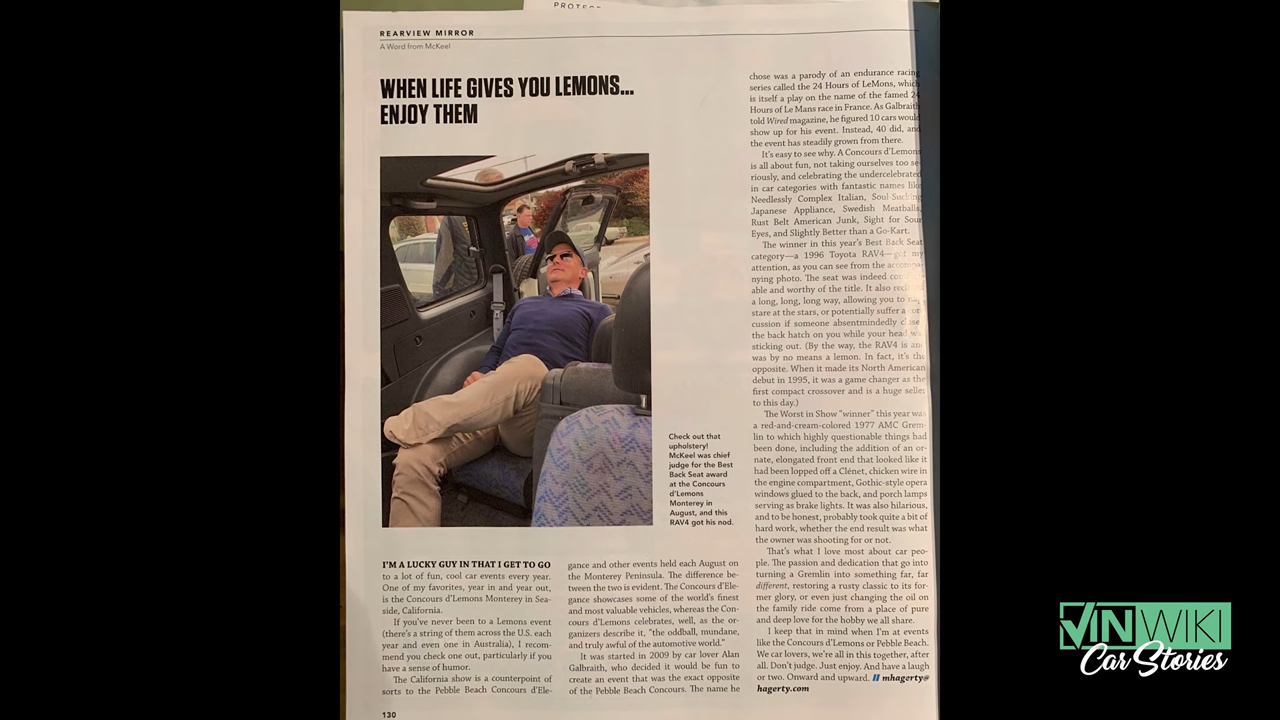 PROTEC
REARVIEW MIRROR
A Word from McKeel
WHEN LIFE GIVES YOU LEMONS...
ENJOY THEM
Check out that
upholstery!
McKeel was chief
judge for the Best
Back Seat award
at the Concours
d'Lemons
Monterey in
August, and this
RAV4 got his nod.
I'M A LUCKY GUY IN THAT I GET TO GO
to a lot of fun, cool car events every year.
One of my favorites, year in and year out,
is the Concours d'Lemons Monterey in Sea-
side, California.
If you've never been to a Lemons event
(there's a string of them across the U.S. each
year and even one in Australia), I recom-
mend you check one out, particularly if you
have a sense of humor.
The California show is a counterpoint of
sorts to the Pebble Beach Concours d'Ele-
gance and other events held each August on
the Monterey Peninsula. The difference be-
tween the two is evident. The Concours d'Ele-
gance showcases some of the world's finest
and most valuable vehicles, whereas the Con-
cours d'Lemons celebrates, well, as the or-
ganizers describe it, "the oddball, mundane,
and truly awful of the automotive world."
It was started in 2009 by car lover Alan
Galbraith, who decided it would be fun to
create an event that was the exact opposite
of the Pebble Beach Concours. The name he
chose was a parody of an endurance racing
series called the 24 Hours of LeMons, which
is itself a play on the name of the famed 24
Hours of Le Mans race in France. As Galbraith
told Wired magazine, he figured 10 cars would
show up for his event. Instead, 40 did, and
the event has steadily grown from there.
It's easy to see why. A Concours d'Lemons
is all about fun, not taking ourselves too se-
riously, and celebrating the undercelebrated
in car categories with fantastic names like
Needlessly Complex Italian, Soul-Sucking
Japanese Appliance, Swedish Meatballs,
Rust Belt American Junk, Sight for Sour
Eyes, and Slightly Better than a Go-Kart.
The winner in this year's Best Back Seat
category—a 1996 Toyota RAV4—got my
attention, as you can see from the accompa-
nying photo. The seat was indeed
able and worthy of the title. It also
a long, long, long way, allowing you to
stare at the stars, or potentially suffer a con-
cussion if someone absentmindedly
the back hatch on you while your head
sticking out. (By the way, the RAV4 is and
was by no means a lemon. In fact, it's the
opposite. When it made its North American
debut in 1995, it was a game changer as the
first compact crossover and is a huge seller
to this day.)
The Worst in Show "winner" this year was
a red-and-cream-colored 1977 AMC Grem-
lin to which highly questionable things had
been done, including the addition of an or-
nate, elongated front end that looked like it
had been lopped off a Clénet, chicken wire in
the engine compartment, Gothic-style opera
windows glued to the back, and porch lamps
serving as brake lights. It was also hilarious,
and to be honest, probably took quite a bit of
hard work, whether the end result was what
the owner was shooting for or not.
That's what I love most about car peo-
ple. The passion and dedication that go into
turning a Gremlin into something far, far
different, restoring a rusty classic to its for-
mer glory, or even just changing the oil on
the family ride come from a place of pure
and deep love for the hobby we all share.
I keep that in mind when I'm at events
like the Concours d'Lemons or Pebble Beach.
We car lovers, we're all in this together, after
all. Don't judge. Just enjoy. And have a laugh
or two. Onward and upward. mhagerty@
hagerty.com
130
VINWIKI
Car Stories